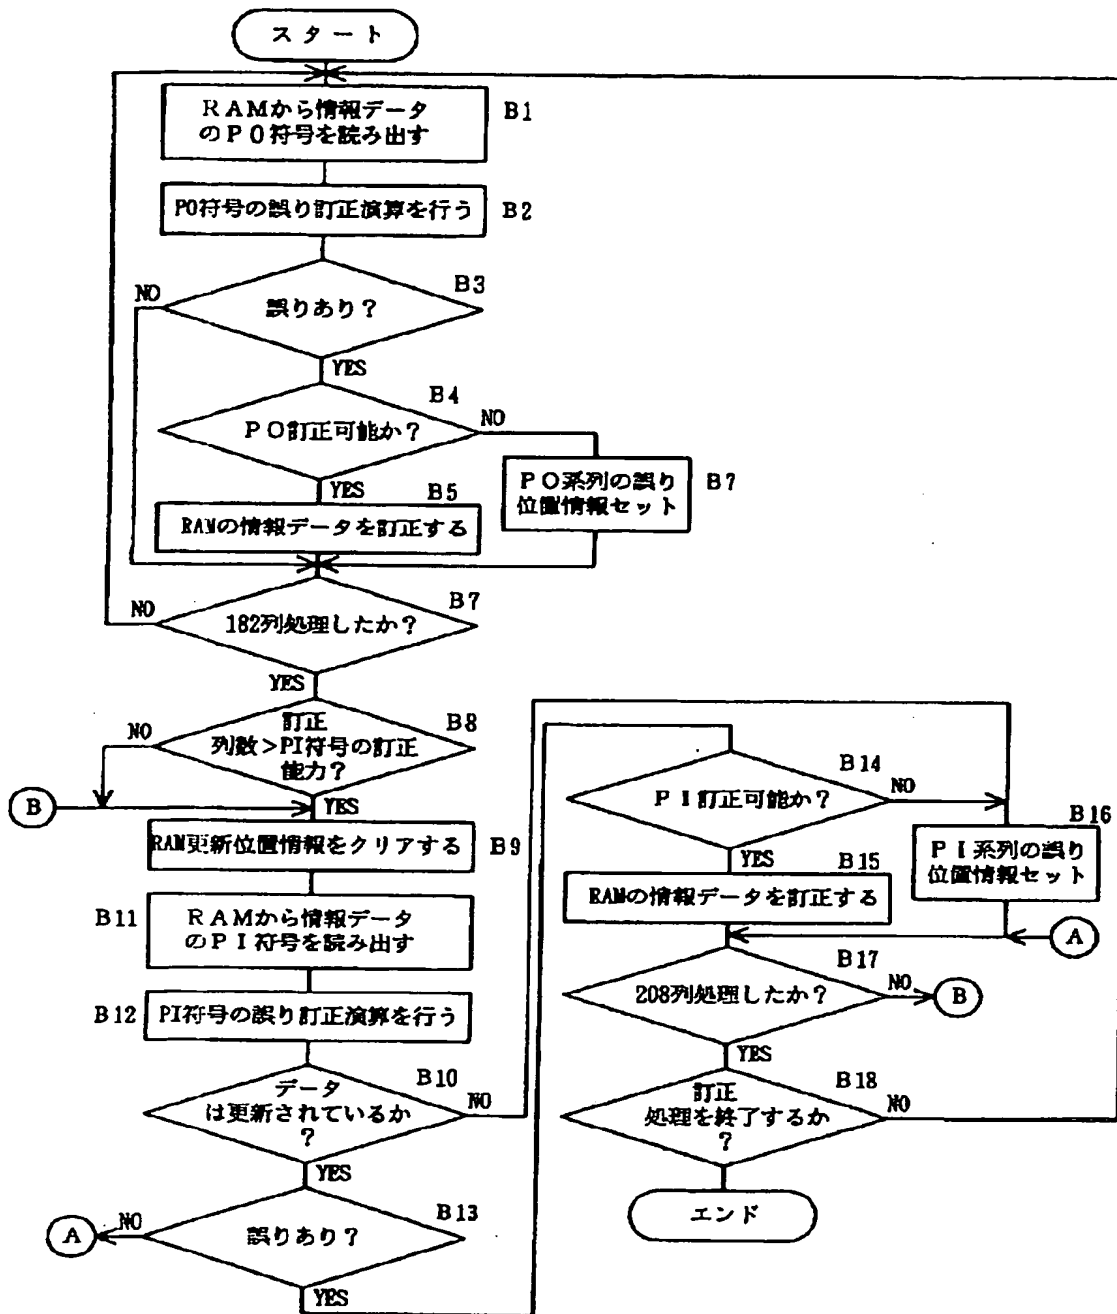 スタート
RAMから情報データ
のPO符号を読み出す
B1
PO符号の誤り訂正演算を行う
B2
B3
NO
誤りあり？
YES
B4
NO
PO訂正可能か？
YES
B5
PO系列の誤り
位置情報セット
B7
RAMの情報データを訂正する
B7
NO
182列処理したか？
YES
B8
NO
訂正
列数>PI符号の訂正
能力？
B
YES
RAM更新位置情報をクリアする
B9
B11
RAMから情報データ
のPI符号を読み出す
B12
PI符号の誤り訂正演算を行う
B10
データ
は更新されているか
？
NO
YES
B13
A
NO
誤りあり？
YES
B14
NO
PI訂正可能か？
YES
B16
PI系列の誤り
位置情報セット
B15
RAMの情報データを訂正する
A
B17
208列処理したか？
NO
B
YES
B18
訂正
処理を終了するか
？
NO
エンド